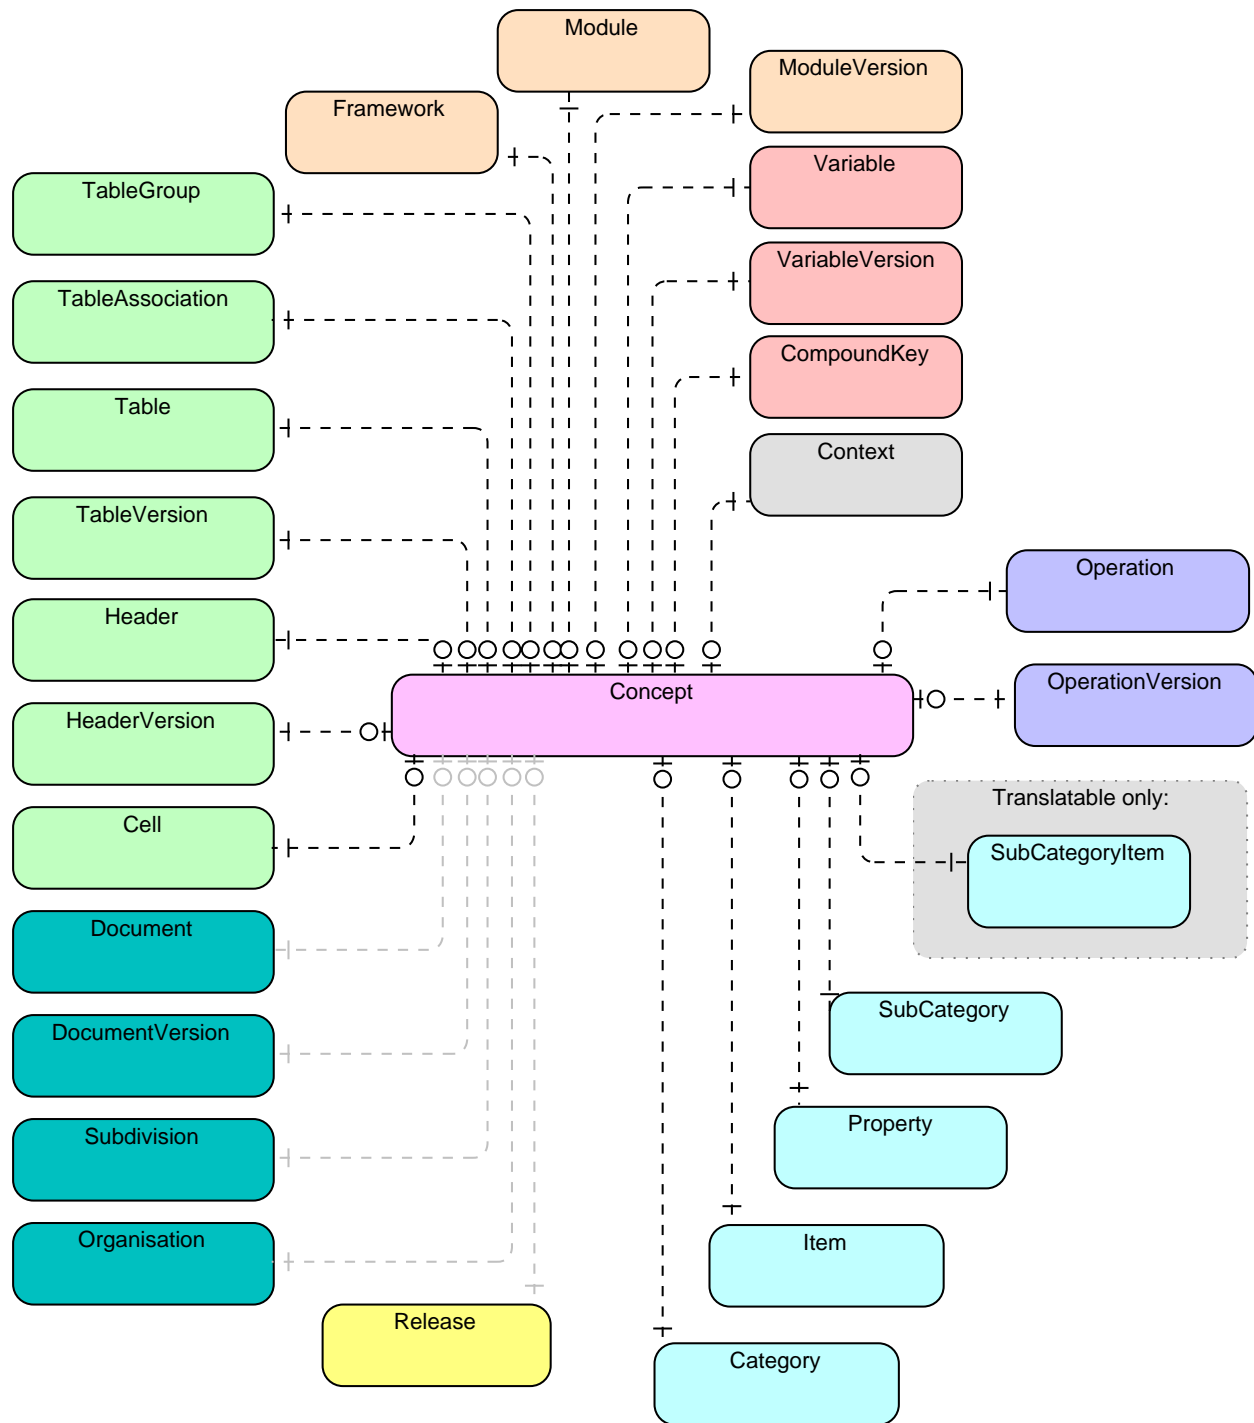 Module
ModuleVersion
Framework
Variable
TableGroup
VariableVersion
TableAssociation
CompoundKey
Table
Context
TableVersion
Operation
Header
Concept
OperationVersion
HeaderVersion
Translatable only:
Cell
SubCategoryItem
Document
SubCategory
DocumentVersion
Property
Subdivision
Organisation
Item
Release
Category